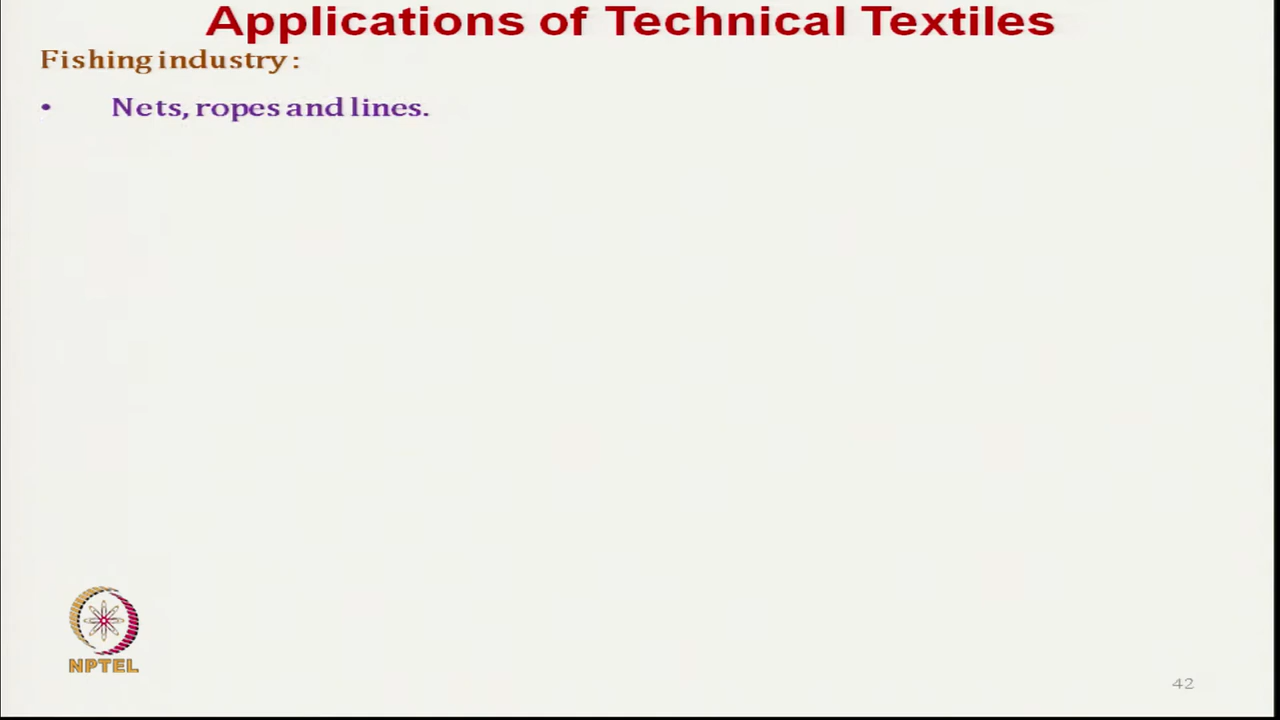 Applications of Technical Textiles
Fishing industry :
• Nets, ropes and lines.
NPTEL
42